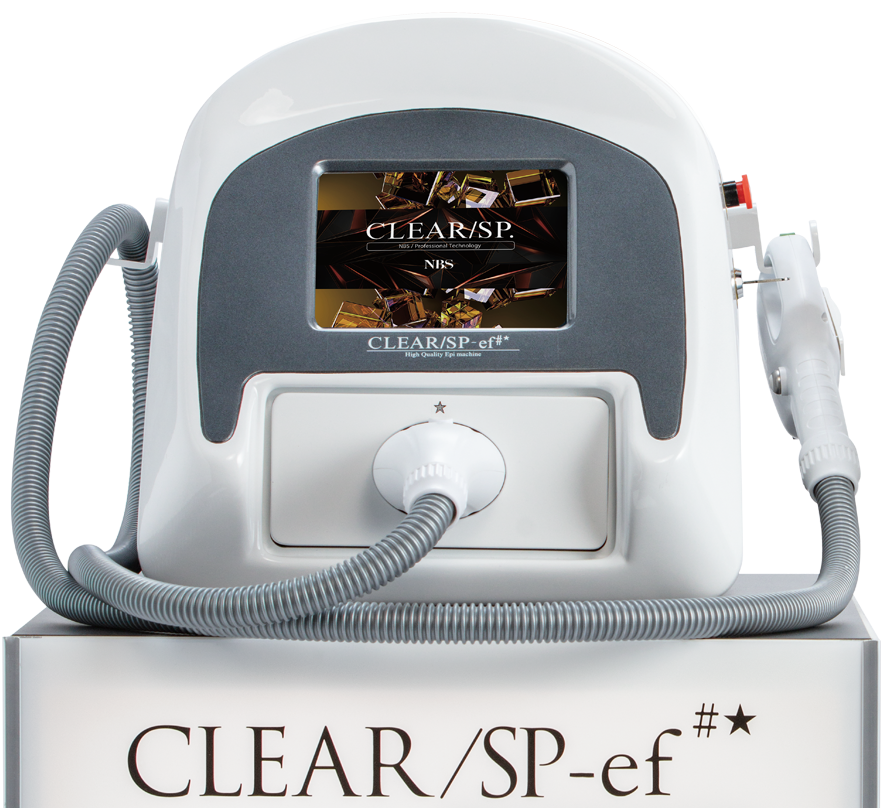 CLEAR/SP.
NBS / Professional Technology
NBS
CLEAR/SP-ef#★
High Quality Epi machine
★
CLEAR/SP-ef#★